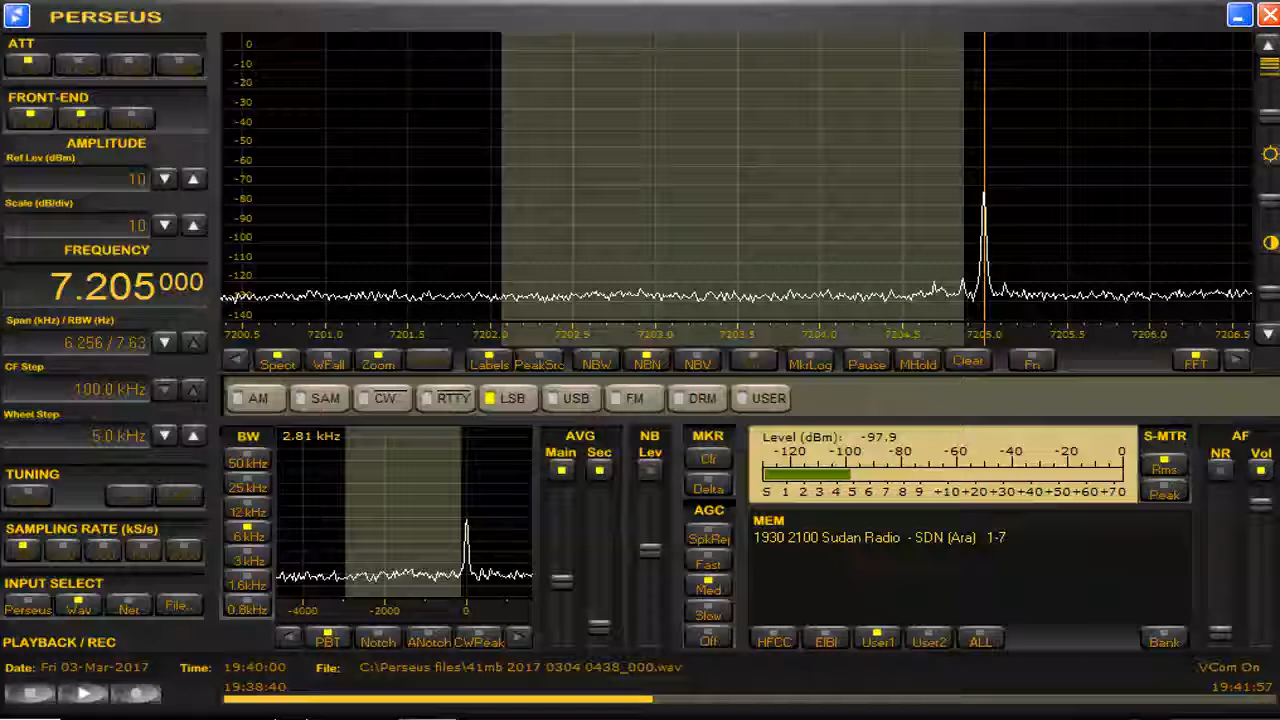 PERSEUS
ATT
FRONT-END
AMPLITUDE
Ref Lev (dBm)
10
Scale (dB/div)
10
FREQUENCY
7.205000
Span (kHz) / RBW (Hz)
6.256 / 7.63
CF Step
100.0 kHz
Wheel Step
5.0 kHz
TUNING
SAMPLING RATE (kS/s)
INPUT SELECT
Perseus Wav Net File..
PLAYBACK / REC
0
-10
-20
-30
-40
-50
-60
-70
-80
-90
-100
-110
-120
-130
-140
7200.5 7201.0 7201.5 7202.0 7202.5 7203.0 7203.5 7204.0 7204.5 7205.0 7205.5 7206.0 7206.5
Spect WFall Zoom Labels PeakSrc NBW NBN NBV MkrLog Pause MHold Clear Fn FFT
AM SAM CW RTTY LSB USB FM DRM USER
BW
50 kHz
25 kHz
12 kHz
6 kHz
3 kHz
1.6kHz
0.8kHz
2.81 kHz
-4000 -2000 0
PBT Notch ANotch CWPeak
AVG
Main Sec
NB
Lev
MKR
Clr
Delta
AGC
SpkRej
Fast
Med
Slow
Off
Level (dBm): -97.9
-120 -100 -80 -60 -40 -20 0
S 1 2 3 4 5 6 7 8 9 +10+20+30+40+50+60+70
S-MTR
Rms
Peak
AF
NR Vol
MEM
1930 2100 Sudan Radio - SDN (Ara) 1-7
HFCC EIBI User1 User2 ALL Bank
Date: Fri 03-Mar-2017 Time: 19:40:00 File: C:\Perseus files\41mb 2017 0304 0438_000.wav VCom On
19:38:40 19:41:57